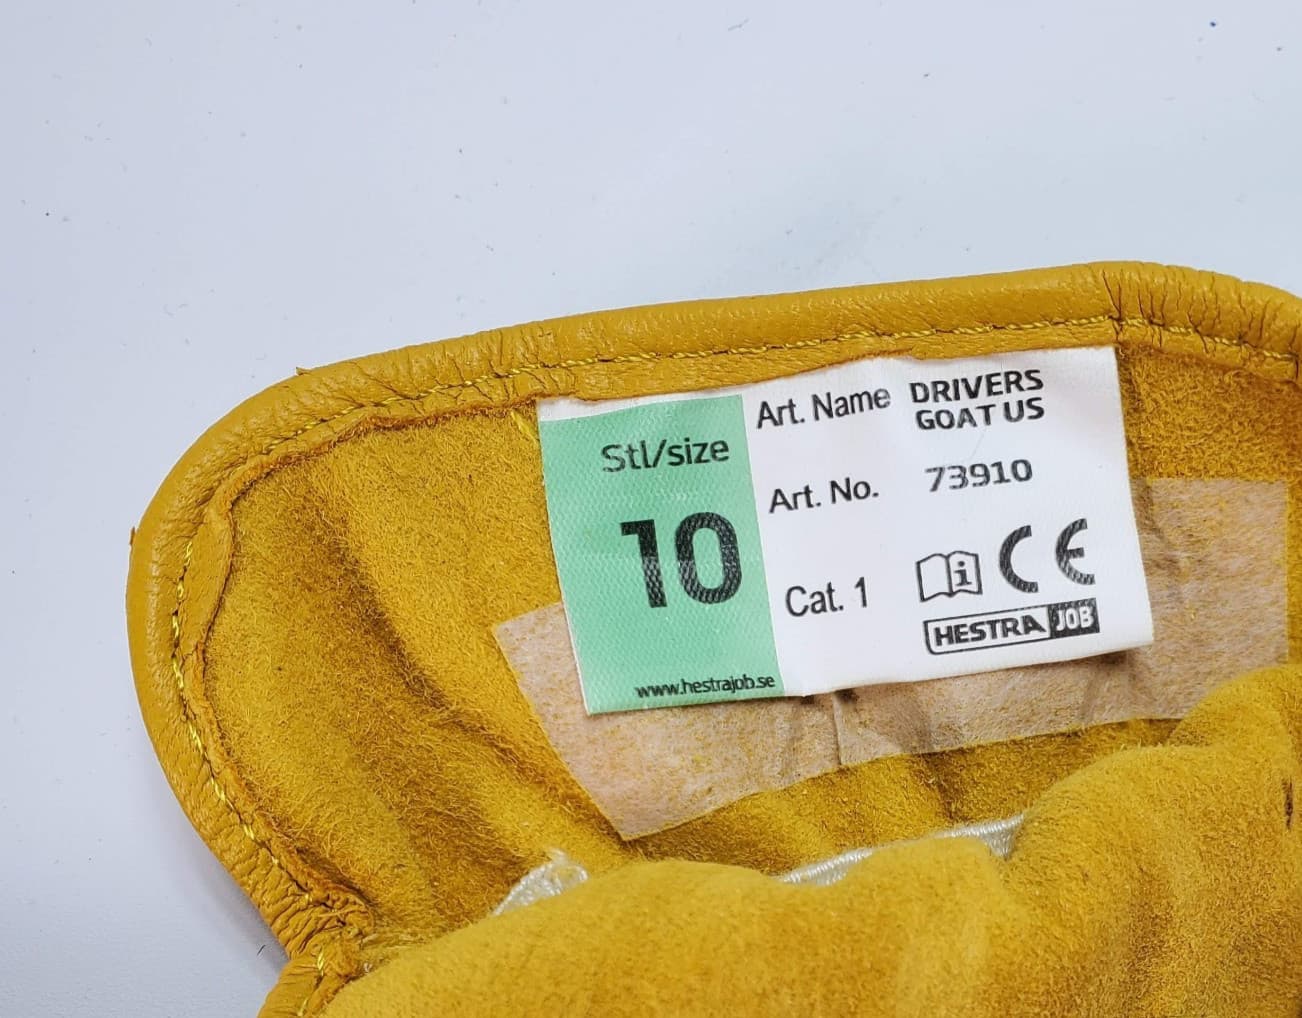 Stl/size
10
www.hestrajob.se
Art. Name DRIVERS
GOAT US
Art. No. 73910
Cat. 1
i CE
HESTRA JOB